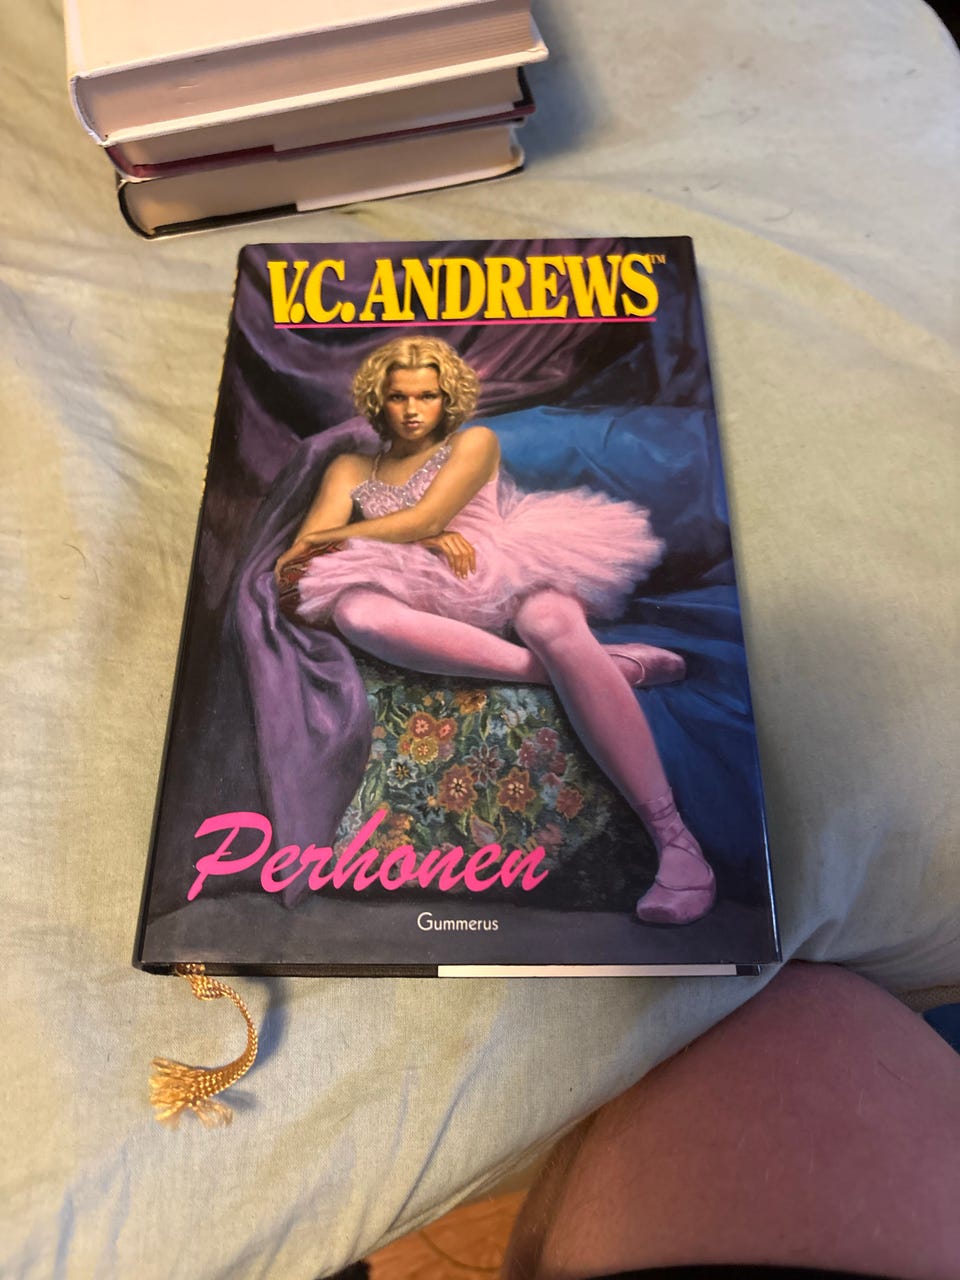 V.C. ANDREWS™
Perhonen
Gummerus